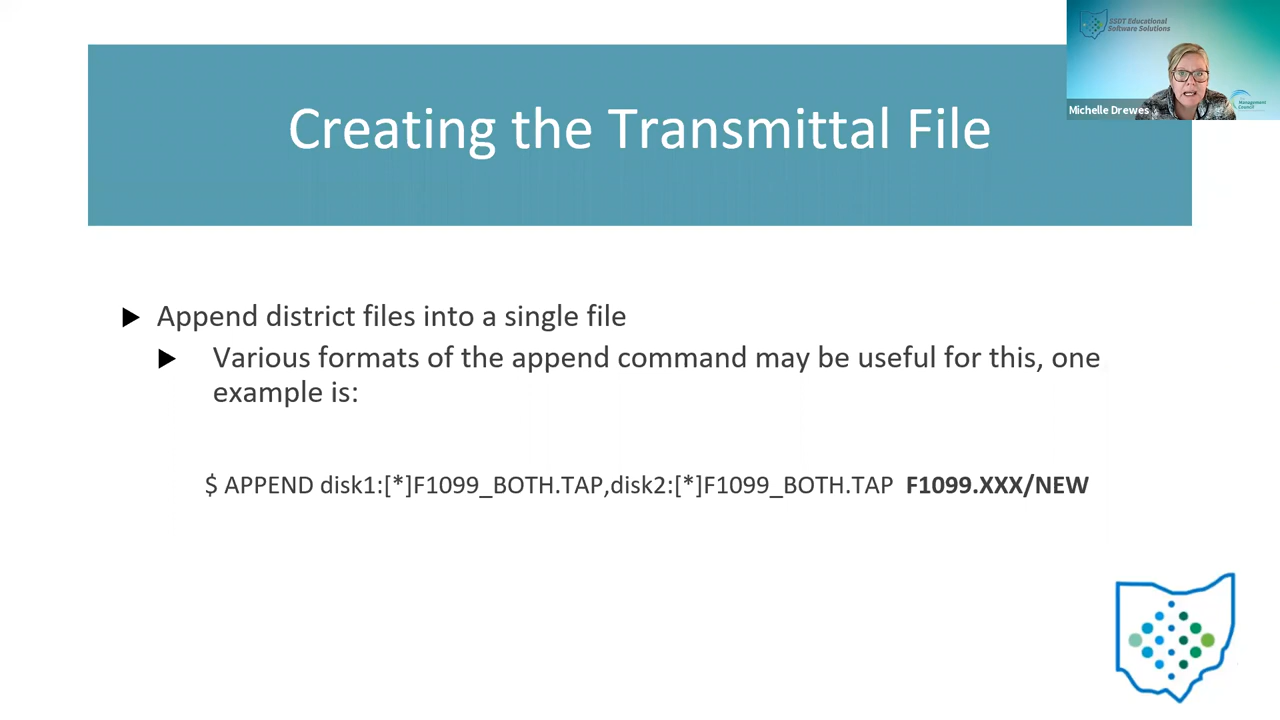 SSDT Educational
Software Solutions
Michelle Drewes
Management
Council
Creating the Transmittal File
Append district files into a single file
Various formats of the append command may be useful for this, one
example is:
$ APPEND disk1:[*]F1099_BOTH.TAP,disk2:[*]F1099_BOTH.TAP F1099.XXX/NEW